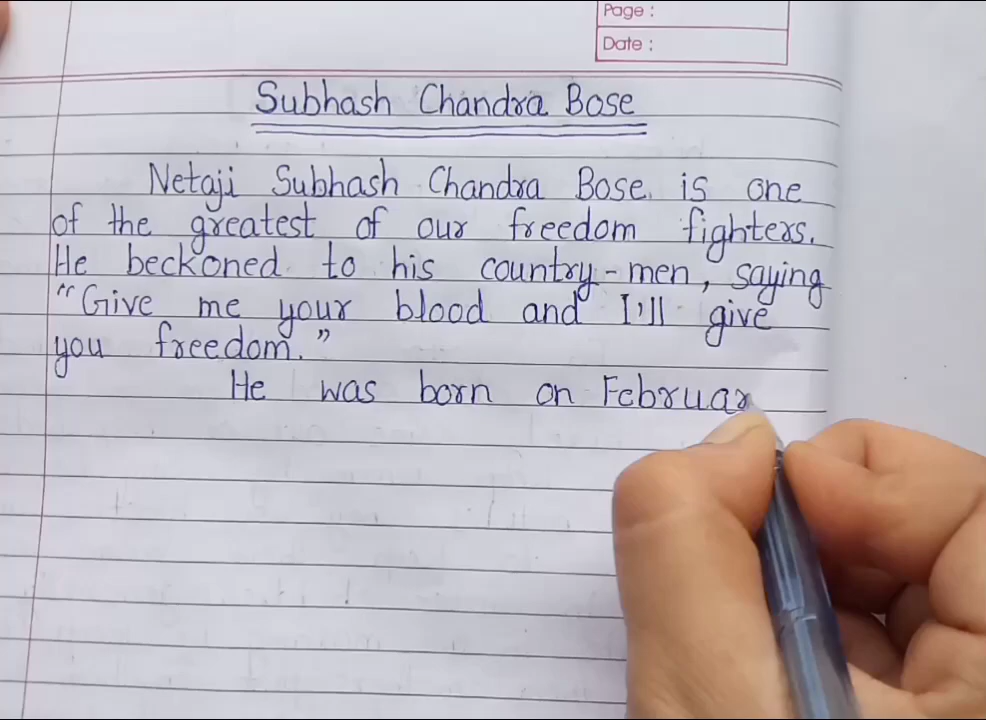 Page :
Date :
Subhash Chandra Bose
Netaji Subhash Chandra Bose is one
of the greatest of our freedom fighters.
He beckoned to his country-men, saying
"Give me your blood and I'll give
you freedom."
He was born on Februar